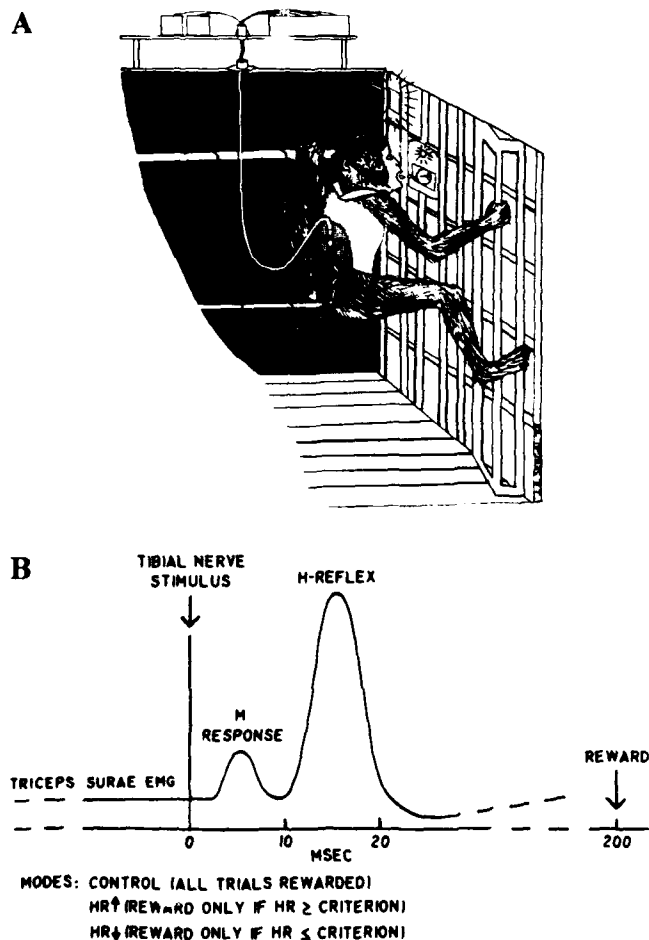 A
B
TIBIAL NERVE
STIMULUS
H-REFLEX
M
RESPONSE
TRICEPS SURAE EMG
REWARD
0 10 20 200
MSEC
MODES: CONTROL (ALL TRIALS REWARDED)
HR↑ (REWARD ONLY IF HR ≥ CRITERION)
HR↓ (REWARD ONLY IF HR ≤ CRITERION)